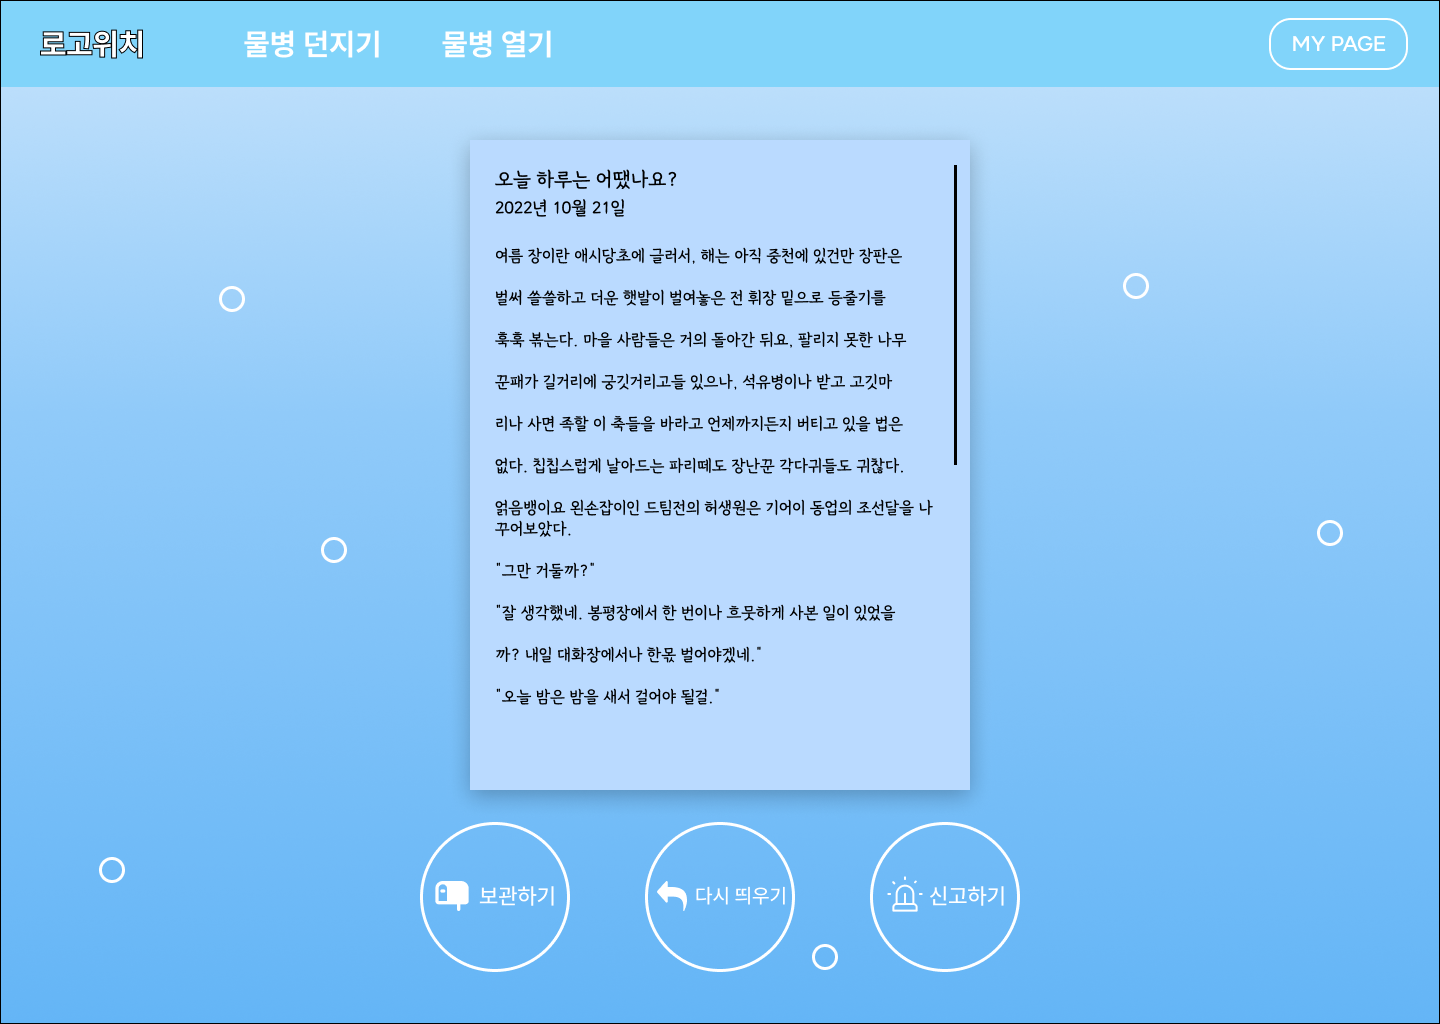 로고위치
물병 던지기
물병 열기
MY PAGE
오늘 하루는 어땠나요?
2022년 10월 21일
여름 장이란 애시당초에 글러서, 해는 아직 중천에 있건만 장판은
벌써 쓸쓸하고 더운 햇발이 벌여놓은 전 휘장 밑으로 등줄기를
훅훅 볶는다. 마을 사람들은 거의 돌아간 뒤요, 팔리지 못한 나무
꾼패가 길거리에 궁깃거리고들 있으나, 석유병이나 받고 고깃마
리나 사면 족할 이 축들을 바라고 언제까지든지 버티고 있을 법은
없다. 칩칩스럽게 날아드는 파리떼도 장난꾼 각다귀들도 귀찮다.
얽음뱅이요 왼손잡이인 드팀전의 허생원은 기어이 동업의 조선달을 나
꾸어보았다.
"그만 거둘까?"
"잘 생각했네. 봉평장에서 한 번이나 흐뭇하게 사본 일이 있었을
까? 내일 대화장에서나 한몫 벌어야겠네."
"오늘 밤은 밤을 새서 걸어야 될걸."
보관하기
다시 띄우기
신고하기